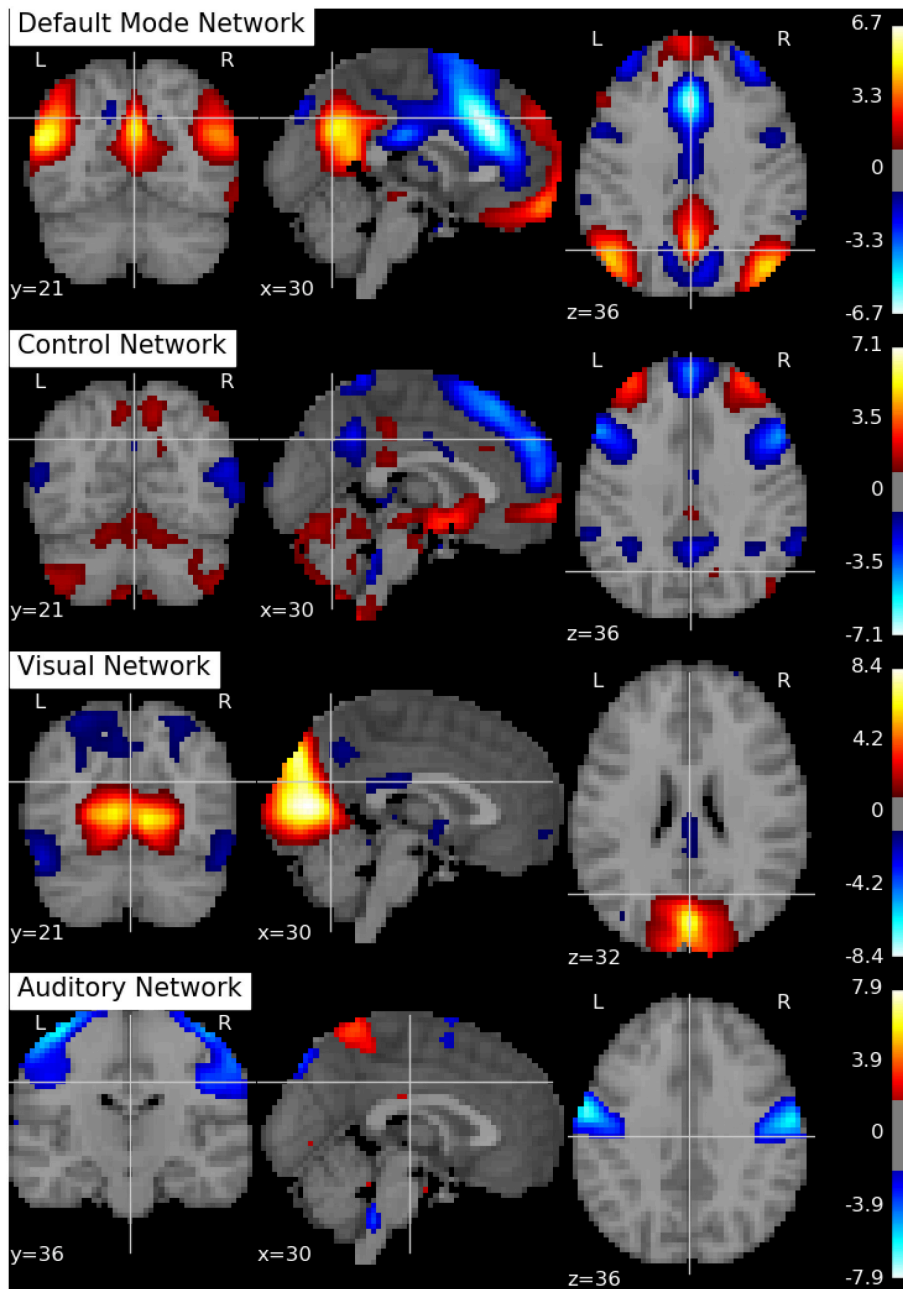 Default Mode Network
L R L R
6.7
3.3
0
-3.3
-6.7
y=21 x=30 z=36
Control Network
L R L R
7.1
3.5
0
-3.5
-7.1
y=21 x=30 z=36
Visual Network
L R L R
8.4
4.2
0
-4.2
-8.4
y=21 x=30 z=32
Auditory Network
L R L R
7.9
3.9
0
-3.9
-7.9
y=36 x=30 z=36